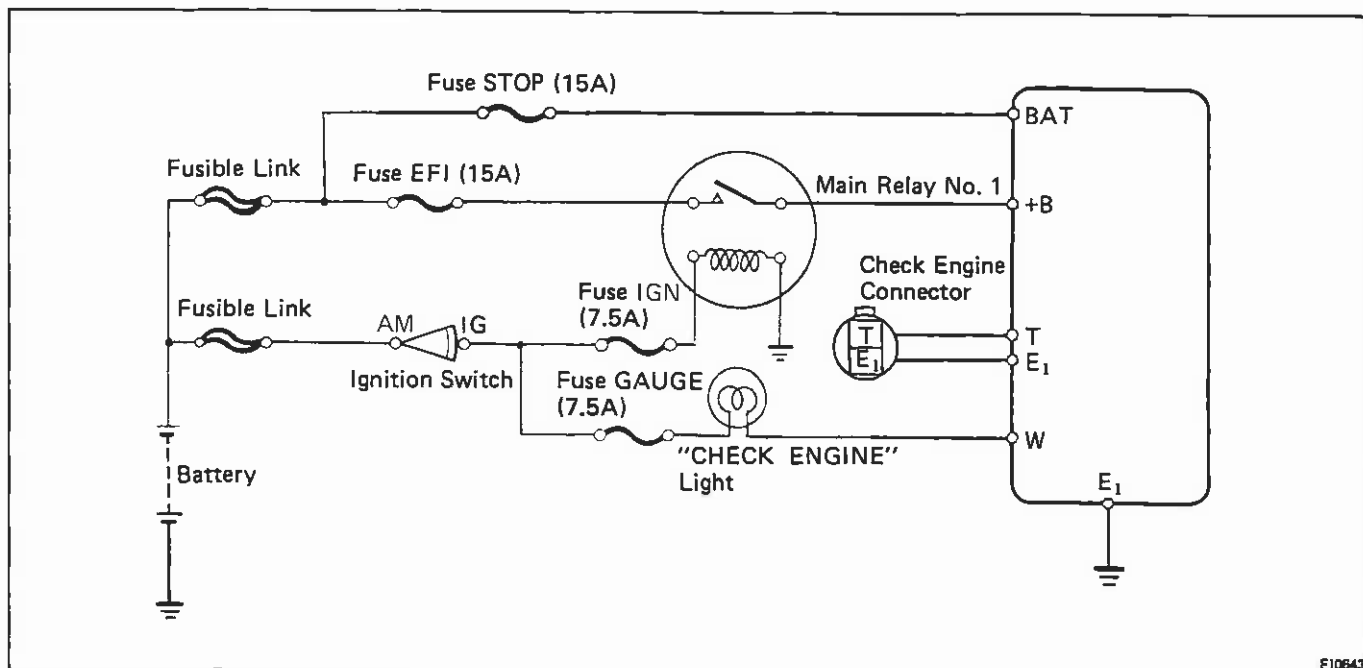 Fuse STOP (15A)
BAT
Fusible Link
Fuse EFI (15A)
Main Relay No. 1
+B
Check Engine
Connector
Fusible Link
AM
IG
Fuse IGN
(7.5A)
T
E1
T
E1
Ignition Switch
Fuse GAUGE
(7.5A)
W
"CHECK ENGINE"
Light
Battery
E1
E10643